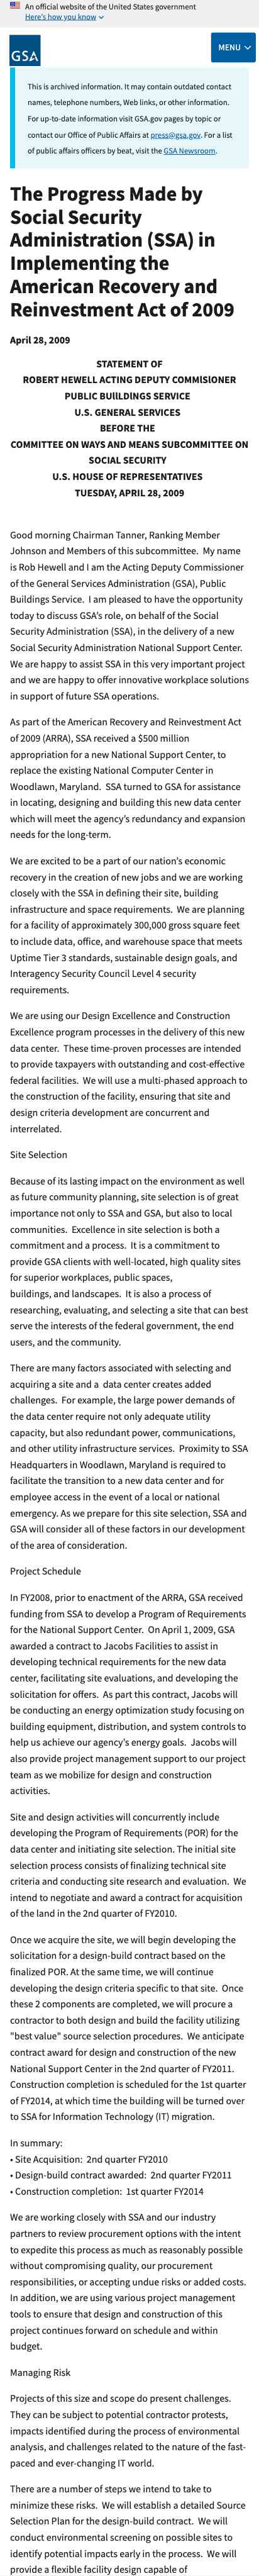 An official website of the United States government
Here's how you know
GSA
MENU
This is archived information. It may contain outdated contact
names, telephone numbers, Web links, or other information.
For up-to-date information visit GSA.gov pages by topic or
contact our Office of Public Affairs at press@gsa.gov. For a list
of public affairs officers by beat, visit the GSA Newsroom.
The Progress Made by
Social Security
Administration (SSA) in
Implementing the
American Recovery and
Reinvestment Act of 2009
April 28, 2009
STATEMENT OF
ROBERT HEWELL ACTING DEPUTY COMMISIONER
PUBLIC BUlLldlNGS SERVICE
U.S. GENERAL SERVICES
BEFORE THE
COMMITTEE ON WAYS AND MEANS SUBCOMMITTEE ON
SOCIAL SECURITY
U.S. HOUSE OF REPRESENTATIVES
TUESDAY, APRIL 28, 2009
Good morning Chairman Tanner, Ranking Member
Johnson and Members of this subcommittee. My name
is Rob Hewell and I am the Acting Deputy Commissioner
of the General Services Administration (GSA), Public
Buildings Service. I am pleased to have the opportunity
today to discuss GSA's role, on behalf of the Social
Security Administration (SSA), in the delivery of a new
Social Security Administration National Support Center.
We are happy to assist SSA in this very important project
and we are happy to offer innovative workplace solutions
in support of future SSA operations.
As part of the American Recovery and Reinvestment Act
of 2009 (ARRA), SSA received a $500 million
appropriation for a new National Support Center, to
replace the existing National Computer Center in
Woodlawn, Maryland. SSA turned to GSA for assistance
in locating, designing and building this new data center
which will meet the agency's redundancy and expansion
needs for the long-term.
We are excited to be a part of our nation's economic
recovery in the creation of new jobs and we are working
closely with the SSA in defining their site, building
infrastructure and space requirements. We are planning
for a facility of approximately 300,000 gross square feet
to include data, office, and warehouse space that meets
Uptime Tier 3 standards, sustainable design goals, and
Interagency Security Council Level 4 security
requirements.
We are using our Design Excellence and Construction
Excellence program processes in the delivery of this new
data center. These time-proven processes are intended
to provide taxpayers with outstanding and cost-effective
federal facilities. We will use a multi-phased approach to
the construction of the facility, ensuring that site and
design criteria development are concurrent and
interrelated.
Site Selection
Because of its lasting impact on the environment as well
as future community planning, site selection is of great
importance not only to SSA and GSA, but also to local
communities. Excellence in site selection is both a
commitment and a process. It is a commitment to
provide GSA clients with well-located, high quality sites
for superior workplaces, public spaces,
buildings, and landscapes. It is also a process of
researching, evaluating, and selecting a site that can best
serve the interests of the federal government, the end
users, and the community.
There are many factors associated with selecting and
acquiring a site and a data center creates added
challenges. For example, the large power demands of
the data center require not only adequate utility
capacity, but also redundant power, communications,
and other utility infrastructure services. Proximity to SSA
Headquarters in Woodlawn, Maryland is required to
facilitate the transition to a new data center and for
employee access in the event of a local or national
emergency. As we prepare for this site selection, SSA and
GSA will consider all of these factors in our development
of the area of consideration.
Project Schedule
In FY2008, prior to enactment of the ARRA, GSA received
funding from SSA to develop a Program of Requirements
for the National Support Center. On April 1, 2009, GSA
awarded a contract to Jacobs Facilities to assist in
developing technical requirements for the new data
center, facilitating site evaluations, and developing the
solicitation for offers. As part of this contract, Jacobs will
be conducting an energy optimization study focusing on
building equipment, distribution, and system controls to
help us achieve our agency's energy goals. Jacobs will
also provide project management support to our project
team as we mobilize for design and construction
activities.
Site and design activities will concurrently include
developing the Program of Requirements (POR) for the
data center and initiating site selection. The initial site
selection process consists of finalizing technical site
criteria and conducting site research and evaluation. We
intend to negotiate and award a contract for acquisition
of the land in the 2nd quarter of FY2010.
Once we acquire the site, we will begin developing the
solicitation for a design-build contract based on the
finalized POR. At the same time, we will continue
developing the design criteria specific to that site. Once
these 2 components are completed, we will procure a
contractor to both design and build the facility utilizing
"best value" source selection procedures. We anticipate
contract award for design and construction of the new
National Support Center in the 2nd quarter of FY2011.
Construction completion is scheduled for the 1st quarter
of FY2014, at which time the building will be turned over
to SSA for Information Technology (IT) migration.
In summary:
• Site Acquisition: 2nd quarter FY2010
• Design-build contract awarded: 2nd quarter FY2011
• Construction completion: 1st quarter FY2014
We are working closely with SSA and our industry
partners to review procurement options with the intent
to expedite this process as much as reasonably possible
without compromising quality, our procurement
responsibilities, or accepting undue risks or added costs.
In addition, we are using various project management
tools to ensure that design and construction of this
project continues forward on schedule and within
budget.
Managing Risk
Projects of this size and scope do present challenges.
They can be subject to potential contractor protests,
impacts identified during the process of environmental
analysis, and challenges related to the nature of the fast-
paced and ever-changing IT world.
There are a number of steps we intend to take to
minimize these risks. We will establish a detailed Source
Selection Plan for the design-build contract. We will
conduct environmental screening on possible sites to
identify potential impacts early in the process. We will
provide a flexible facility design capable of